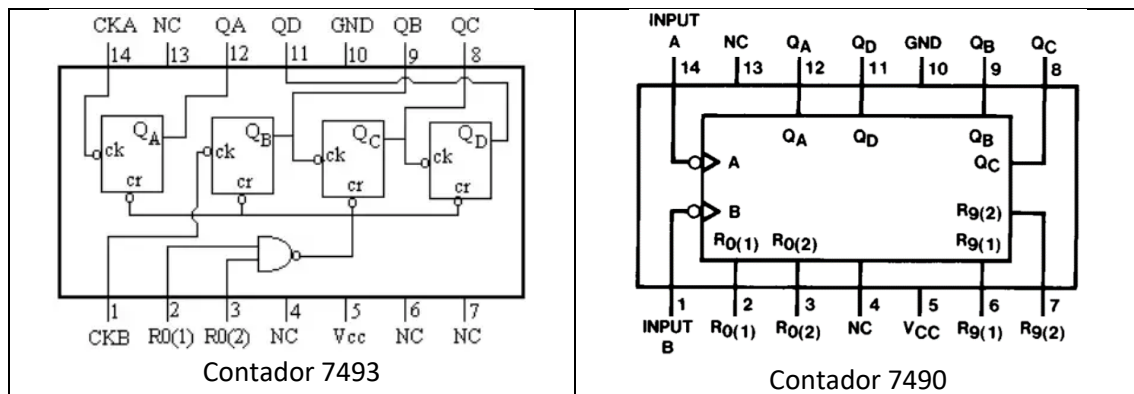 CKA NC QA QD GND QB QC
14 13 12 11 10 9 8
QA QB QC QD
ck ck ck ck
cr cr cr cr
1 2 3 4 5 6 7
CKB R0(1) R0(2) NC Vcc NC NC
Contador 7493
INPUT
A NC QA QD GND QB QC
14 13 12 11 10 9 8
QA QD QB
QC
A
B R9(2)
R0(1) R0(2) R9(1)
1 2 3 4 5 6 7
INPUT R0(1) R0(2) NC VCC R9(1) R9(2)
B
Contador 7490